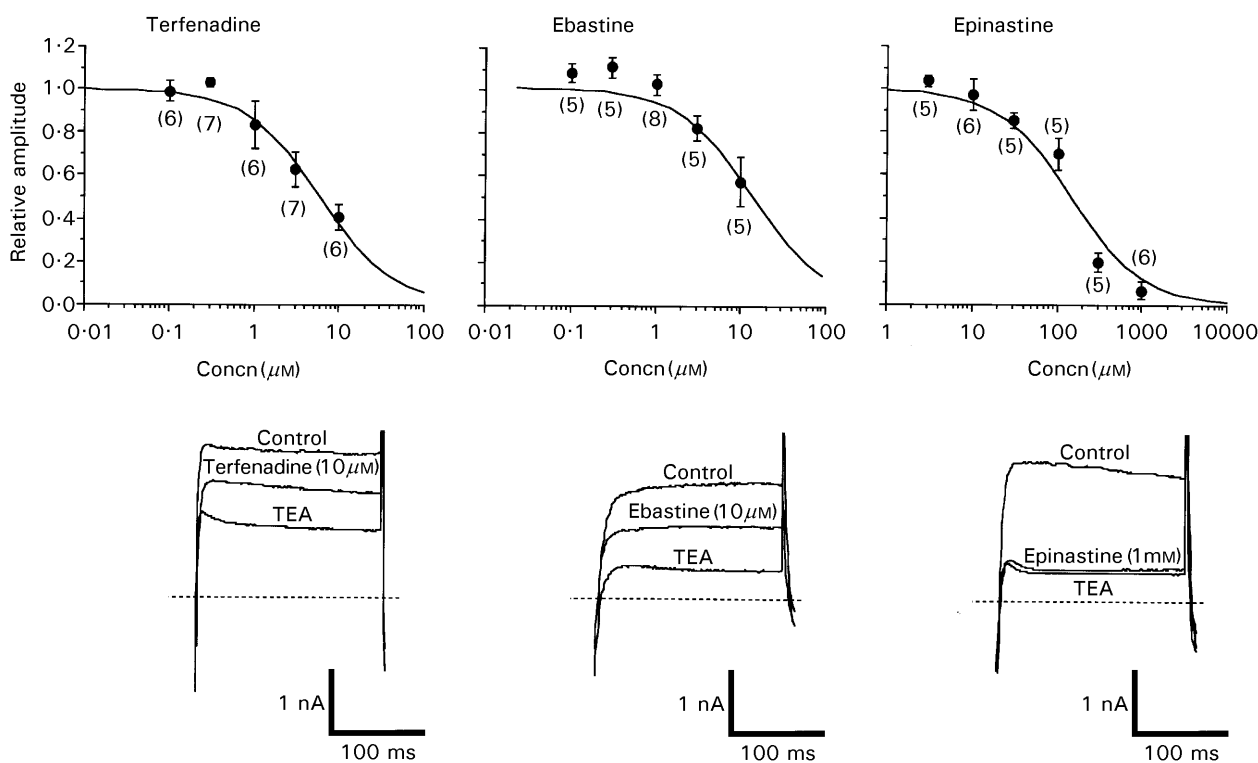 Terfenadine
Ebastine
Epinastine
Relative amplitude
1·2
1·0
0·8
0·6
0·4
0·2
0·0
(6)
(7)
(6)
(7)
(6)
0·01 0·1 1 10 100
Concn (μM)
(5)
(5)
(8)
(5)
(5)
0·01 0·1 1 10 100
Concn (μM)
(5)
(6)
(5)
(5)
(5)
(6)
1 10 100 1000 10000
Concn (μM)
Control
Terfenadine (10 μM)
TEA
1 nA
100 ms
Control
Ebastine (10 μM)
TEA
1 nA
100 ms
Control
Epinastine (1 mM)
TEA
1 nA
100 ms